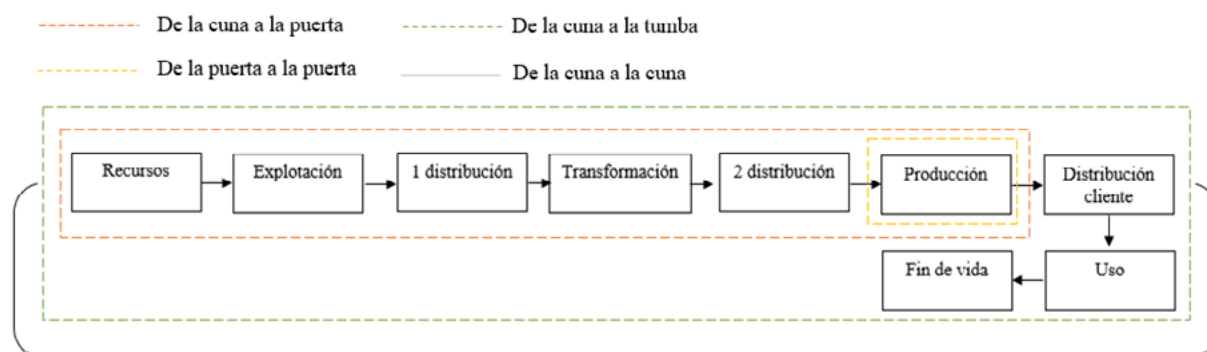 De la cuna a la puerta
De la cuna a la tumba
De la puerta a la puerta
De la cuna a la cuna
Recursos
Explotación
1 distribución
Transformación
2 distribución
Producción
Distribución
cliente
Fin de vida
Uso